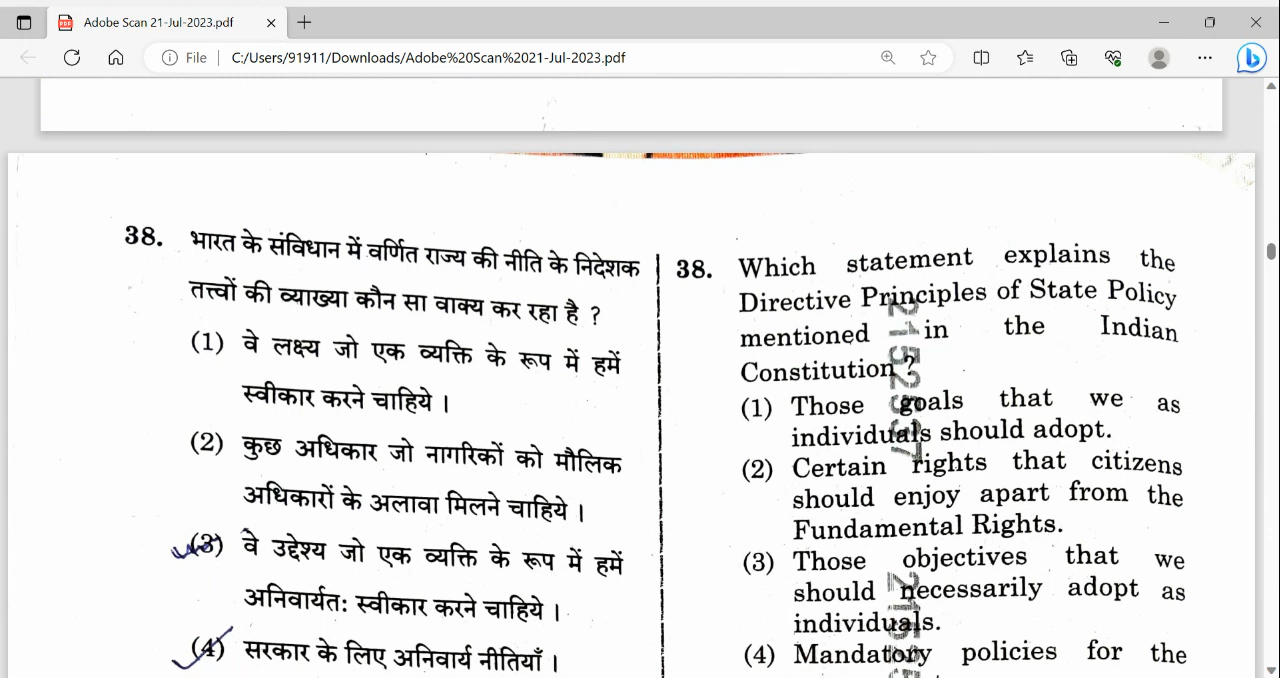 Adobe Scan 21-Jul-2023.pdf
File
C:/Users/91911/Downloads/Adobe%20Scan%2021-Jul-2023.pdf
38. भारत के संविधान में वर्णित राज्य की नीति के निदेशक
तत्त्वों की व्याख्या कौन सा वाक्य कर रहा है ?
(1) वे लक्ष्य जो एक व्यक्ति के रूप में हमें
स्वीकार करने चाहिये ।
(2) कुछ अधिकार जो नागरिकों को मौलिक
अधिकारों के अलावा मिलने चाहिये ।
(3) वे उद्देश्य जो एक व्यक्ति के रूप में हमें
अनिवार्यतः स्वीकार करने चाहिये ।
(4) सरकार के लिए अनिवार्य नीतियाँ ।
38. Which statement explains the
Directive Principles of State Policy
mentioned in the Indian
Constitution ?
(1) Those goals that we as
individuals should adopt.
(2) Certain rights that citizens
should enjoy apart from the
Fundamental Rights.
(3) Those objectives that we
should necessarily adopt as
individuals.
(4) Mandatory policies for the